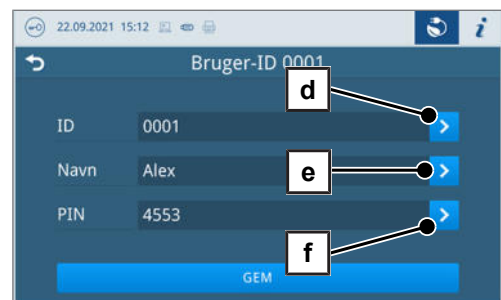 22.09.2021 15:12
i
Bruger-ID 0001
d
ID 0001
Navn Alex
e
PIN 4553
f
GEM